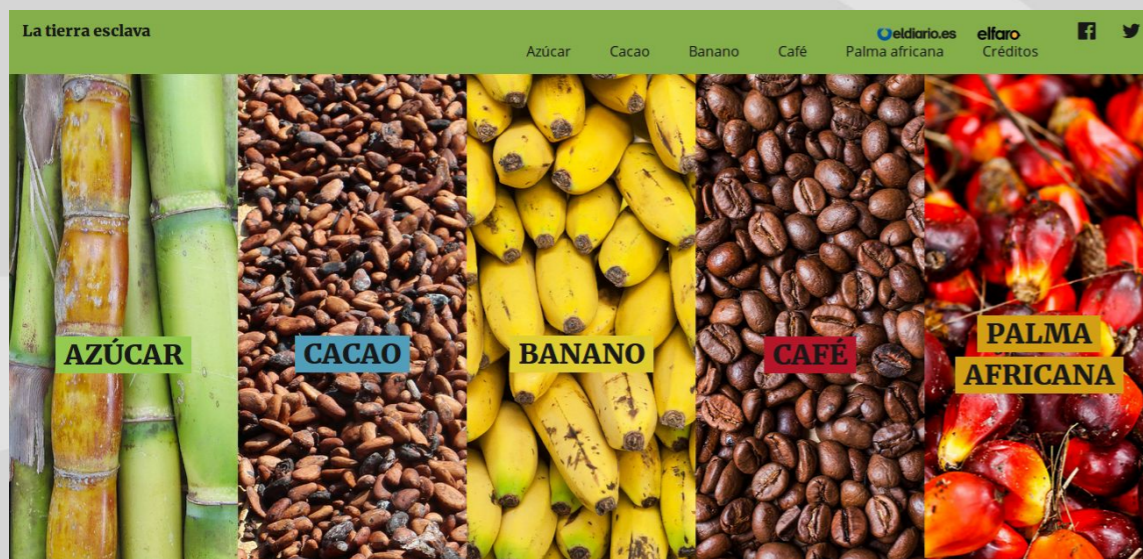 La tierra esclava
eldiario.es elfaro
Azúcar Cacao Banano Café Palma africana Créditos
AZÚCAR
CACAO
BANANO
CAFÉ
PALMA
AFRICANA